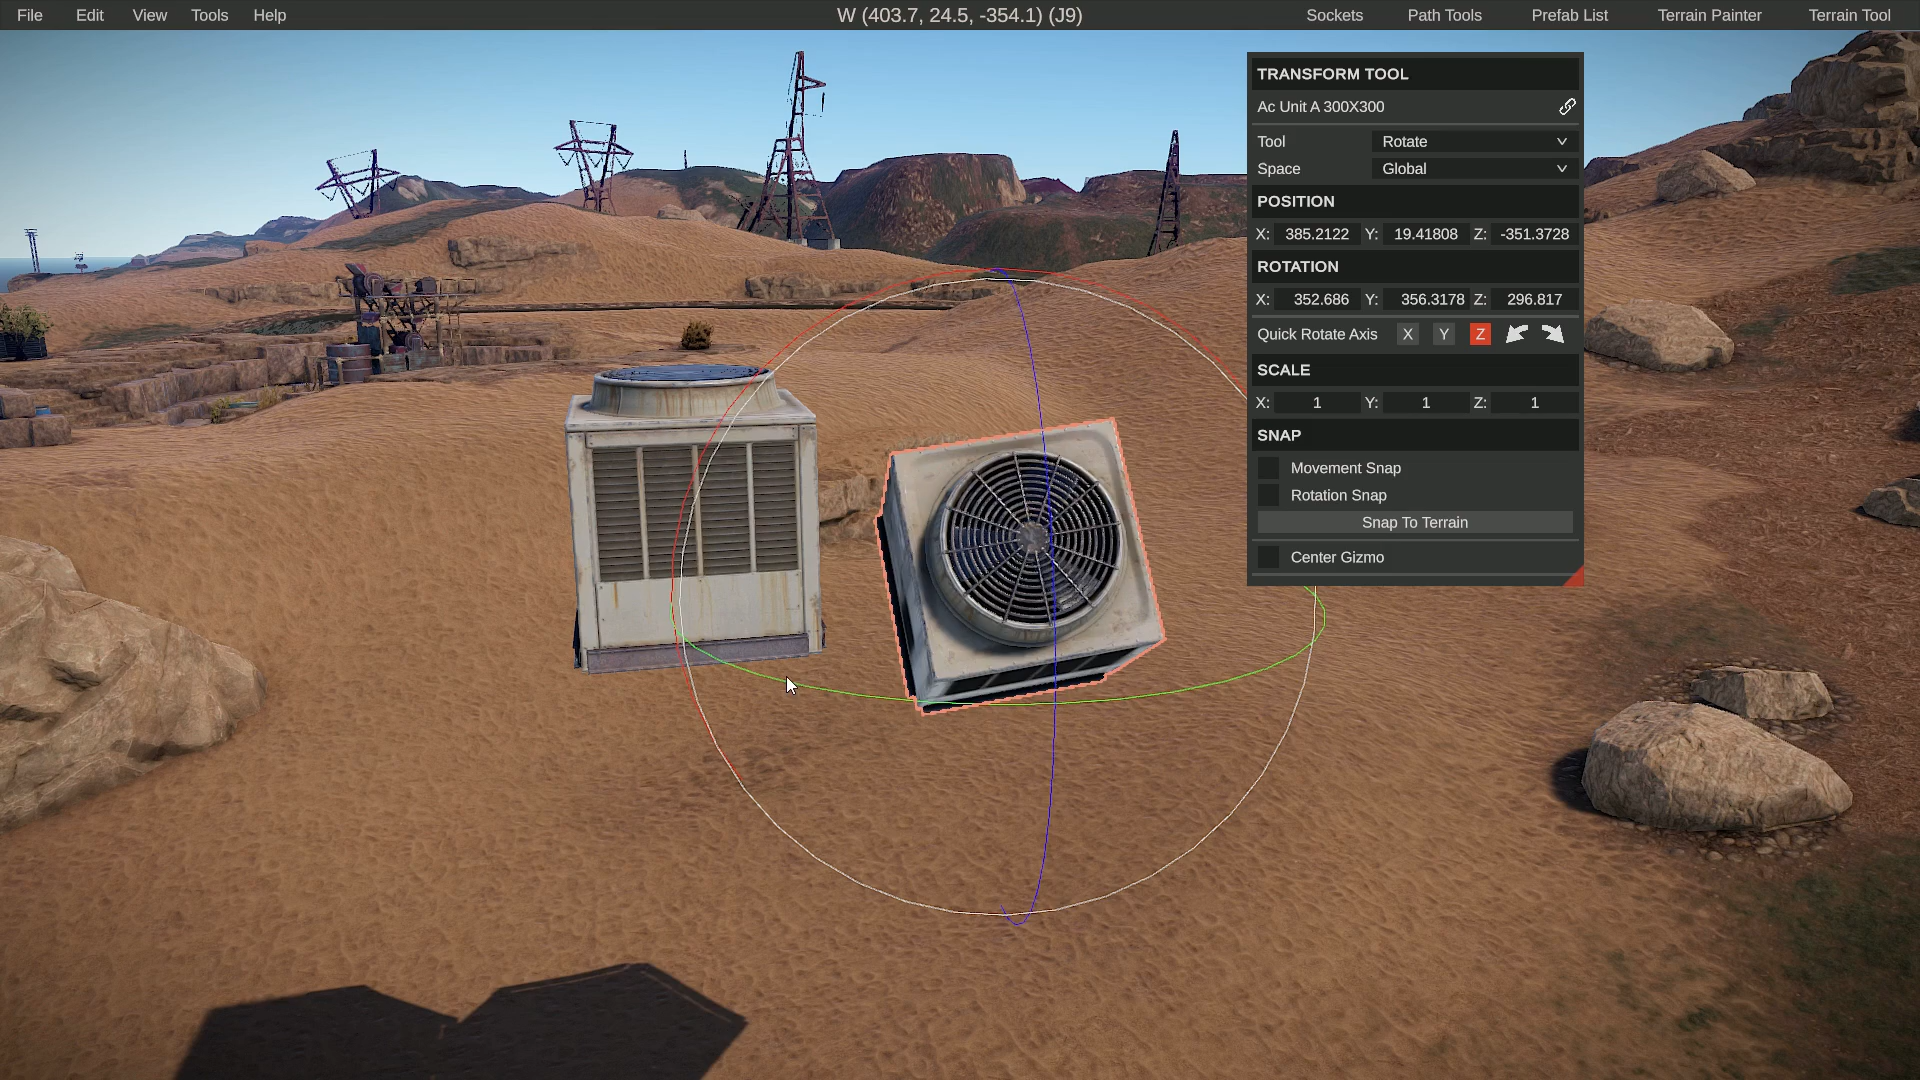 File Edit View Tools Help W (403.7, 24.5, -354.1) (J9) Sockets Path Tools Prefab List Terrain Painter Terrain Tool
TRANSFORM TOOL
Ac Unit A 300X300
Tool Rotate
Space Global
POSITION
X: 385.2122 Y: 19.41808 Z: -351.3728
ROTATION
X: 352.686 Y: 356.3178 Z: 296.817
Quick Rotate Axis X Y Z
SCALE
X: 1 Y: 1 Z: 1
SNAP
Movement Snap
Rotation Snap
Snap To Terrain
Center Gizmo